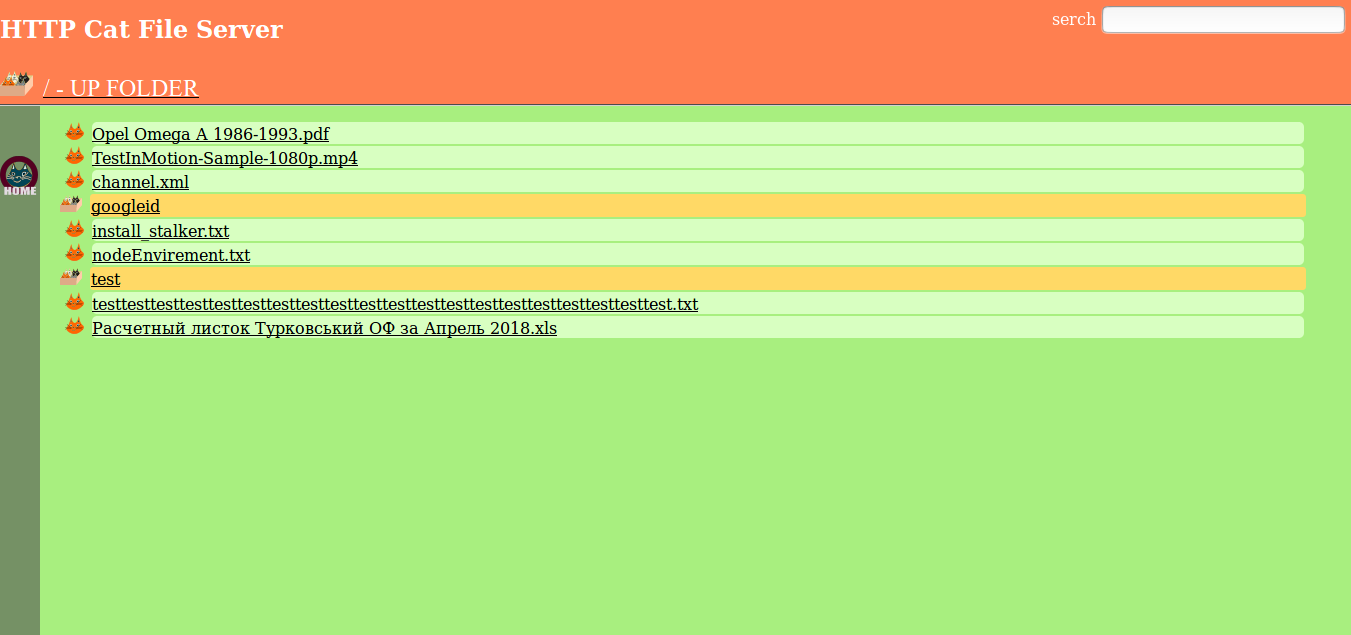 HTTP Cat File Server
serch
/ - UP FOLDER
Opel Omega A 1986-1993.pdf
TestInMotion-Sample-1080p.mp4
channel.xml
HOME
googleid
install_stalker.txt
nodeEnvirement.txt
test
testtesttesttesttesttesttesttesttesttesttesttesttesttesttesttesttesttesttesttesttest.txt
Расчетный листок Турковський ОФ за Апрель 2018.xls